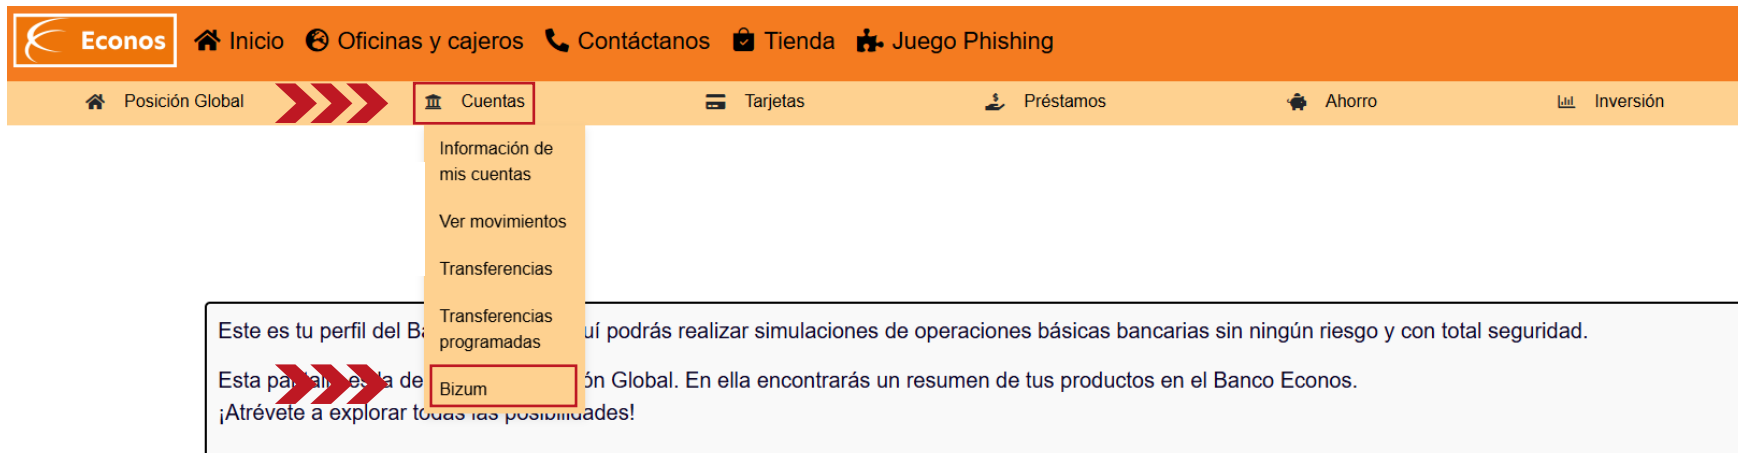 Econos Inicio Oficinas y cajeros Contáctanos Tienda Juego Phishing
Posición Global Cuentas Tarjetas Préstamos Ahorro Inversión
Información de
mis cuentas
Ver movimientos
Transferencias
Transferencias
programadas
Bizum
Este es tu perfil del podrás realizar simulaciones de operaciones básicas bancarias sin ningún riesgo y con total seguridad.
Esta de Global. En ella encontrarás un resumen de tus productos en el Banco Econos.
¡Atrévete a explorar todas las posibilidades!